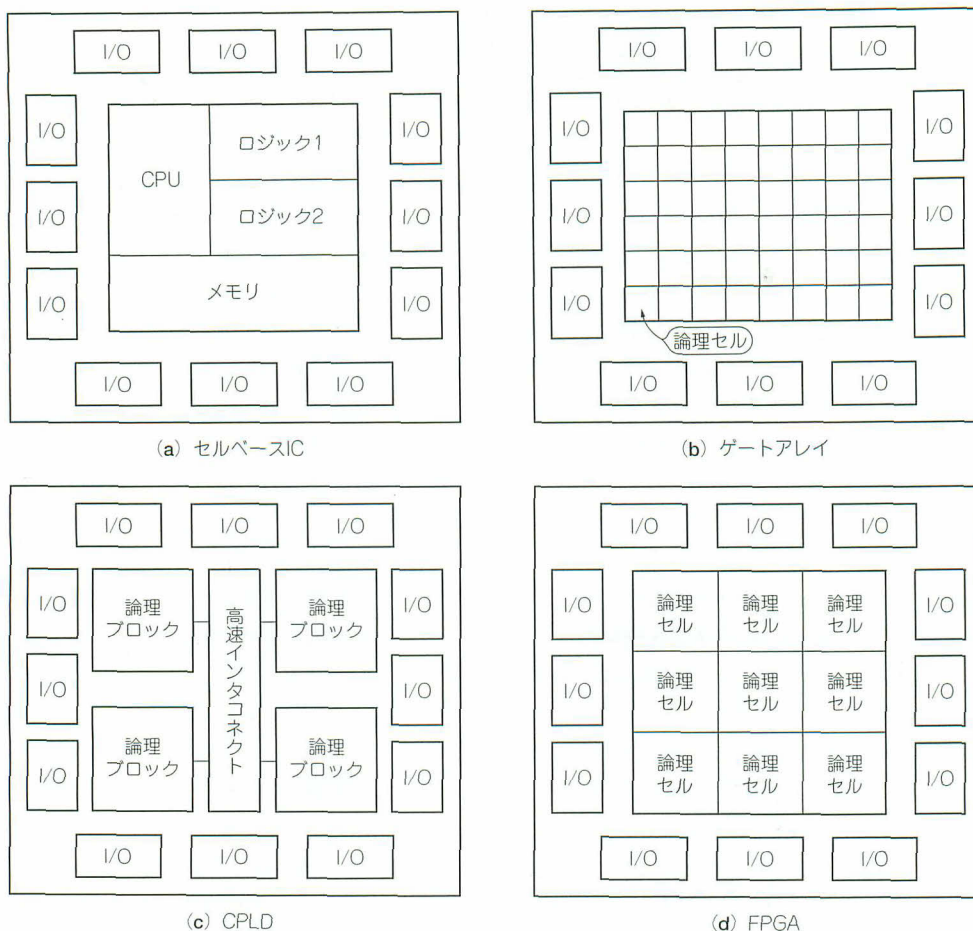 I/O I/O I/O
I/O
I/O
I/O
CPU
ロジック1
ロジック2
メモリ
I/O
I/O
I/O
I/O I/O I/O
(a) セルベースIC
I/O I/O I/O
I/O
I/O
I/O
論理セル
I/O
I/O
I/O
I/O I/O I/O
(b) ゲートアレイ
I/O I/O I/O
I/O
I/O
I/O
論理
ブロック
論理
ブロック
高速インタコネクト
論理
ブロック
論理
ブロック
I/O
I/O
I/O
I/O I/O I/O
(c) CPLD
I/O I/O I/O
I/O
I/O
I/O
論理 論理 論理
セル セル セル
論理 論理 論理
セル セル セル
論理 論理 論理
セル セル セル
I/O
I/O
I/O
I/O I/O I/O
(d) FPGA